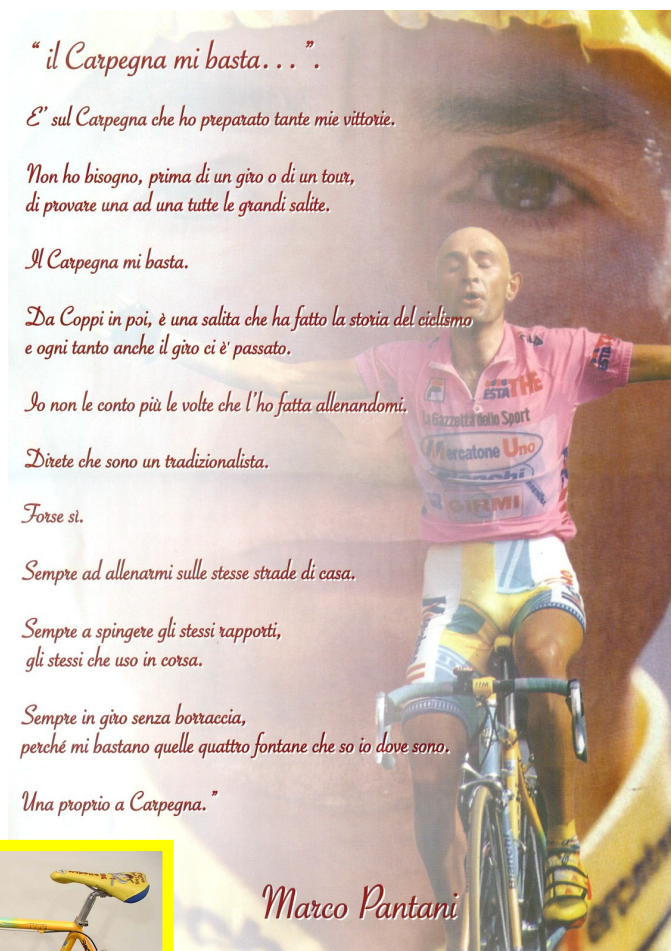 “ il Carpegna mi basta... ”.
E’ sul Carpegna che ho preparato tante mie vittorie.
Non ho bisogno, prima di un giro o di un tour,
di provare una ad una tutte le grandi salite.
Il Carpegna mi basta.
Da Coppi in poi, è una salita che ha fatto la storia del ciclismo
e ogni tanto anche il giro ci è' passato.
Io non le conto più le volte che l’ho fatta allenandomi.
Direte che sono un tradizionalista.
Forse sì.
Sempre ad allenarmi sulle stesse strade di casa.
Sempre a spingere gli stessi rapporti,
gli stessi che uso in corsa.
Sempre in giro senza borraccia,
perché mi bastano quelle quattro fontane che so io dove sono.
Una proprio a Carpegna.”
Marco Pantani
ESTATHE
la Gazzetta dello Sport
Mercatone Uno
Bianchi
GIRMI